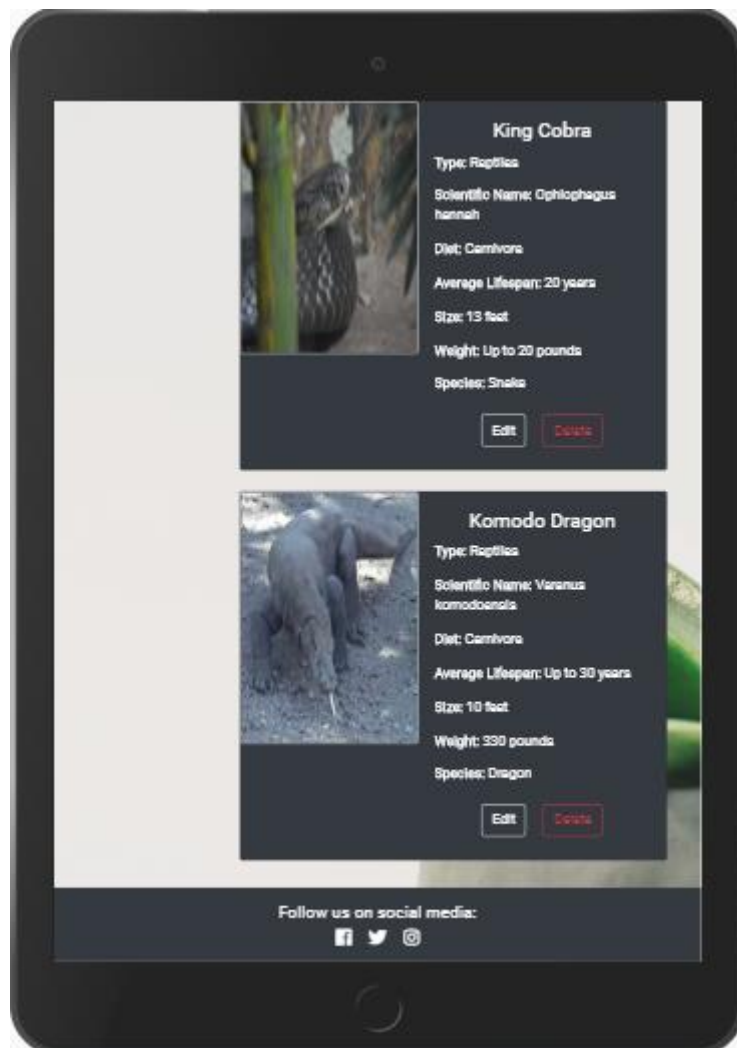 King Cobra
Type: Reptiles
Scientific Name: Ophiophagus
hannah
Diet: Carnivore
Average Lifespan: 20 years
Size: 13 feet
Weight: Up to 20 pounds
Species: Snake
Edit
Delete
Komodo Dragon
Type: Reptiles
Scientific Name: Varanus
komodoensis
Diet: Carnivore
Average Lifespan: Up to 30 years
Size: 10 feet
Weight: 330 pounds
Species: Dragon
Edit
Delete
Follow us on social media: